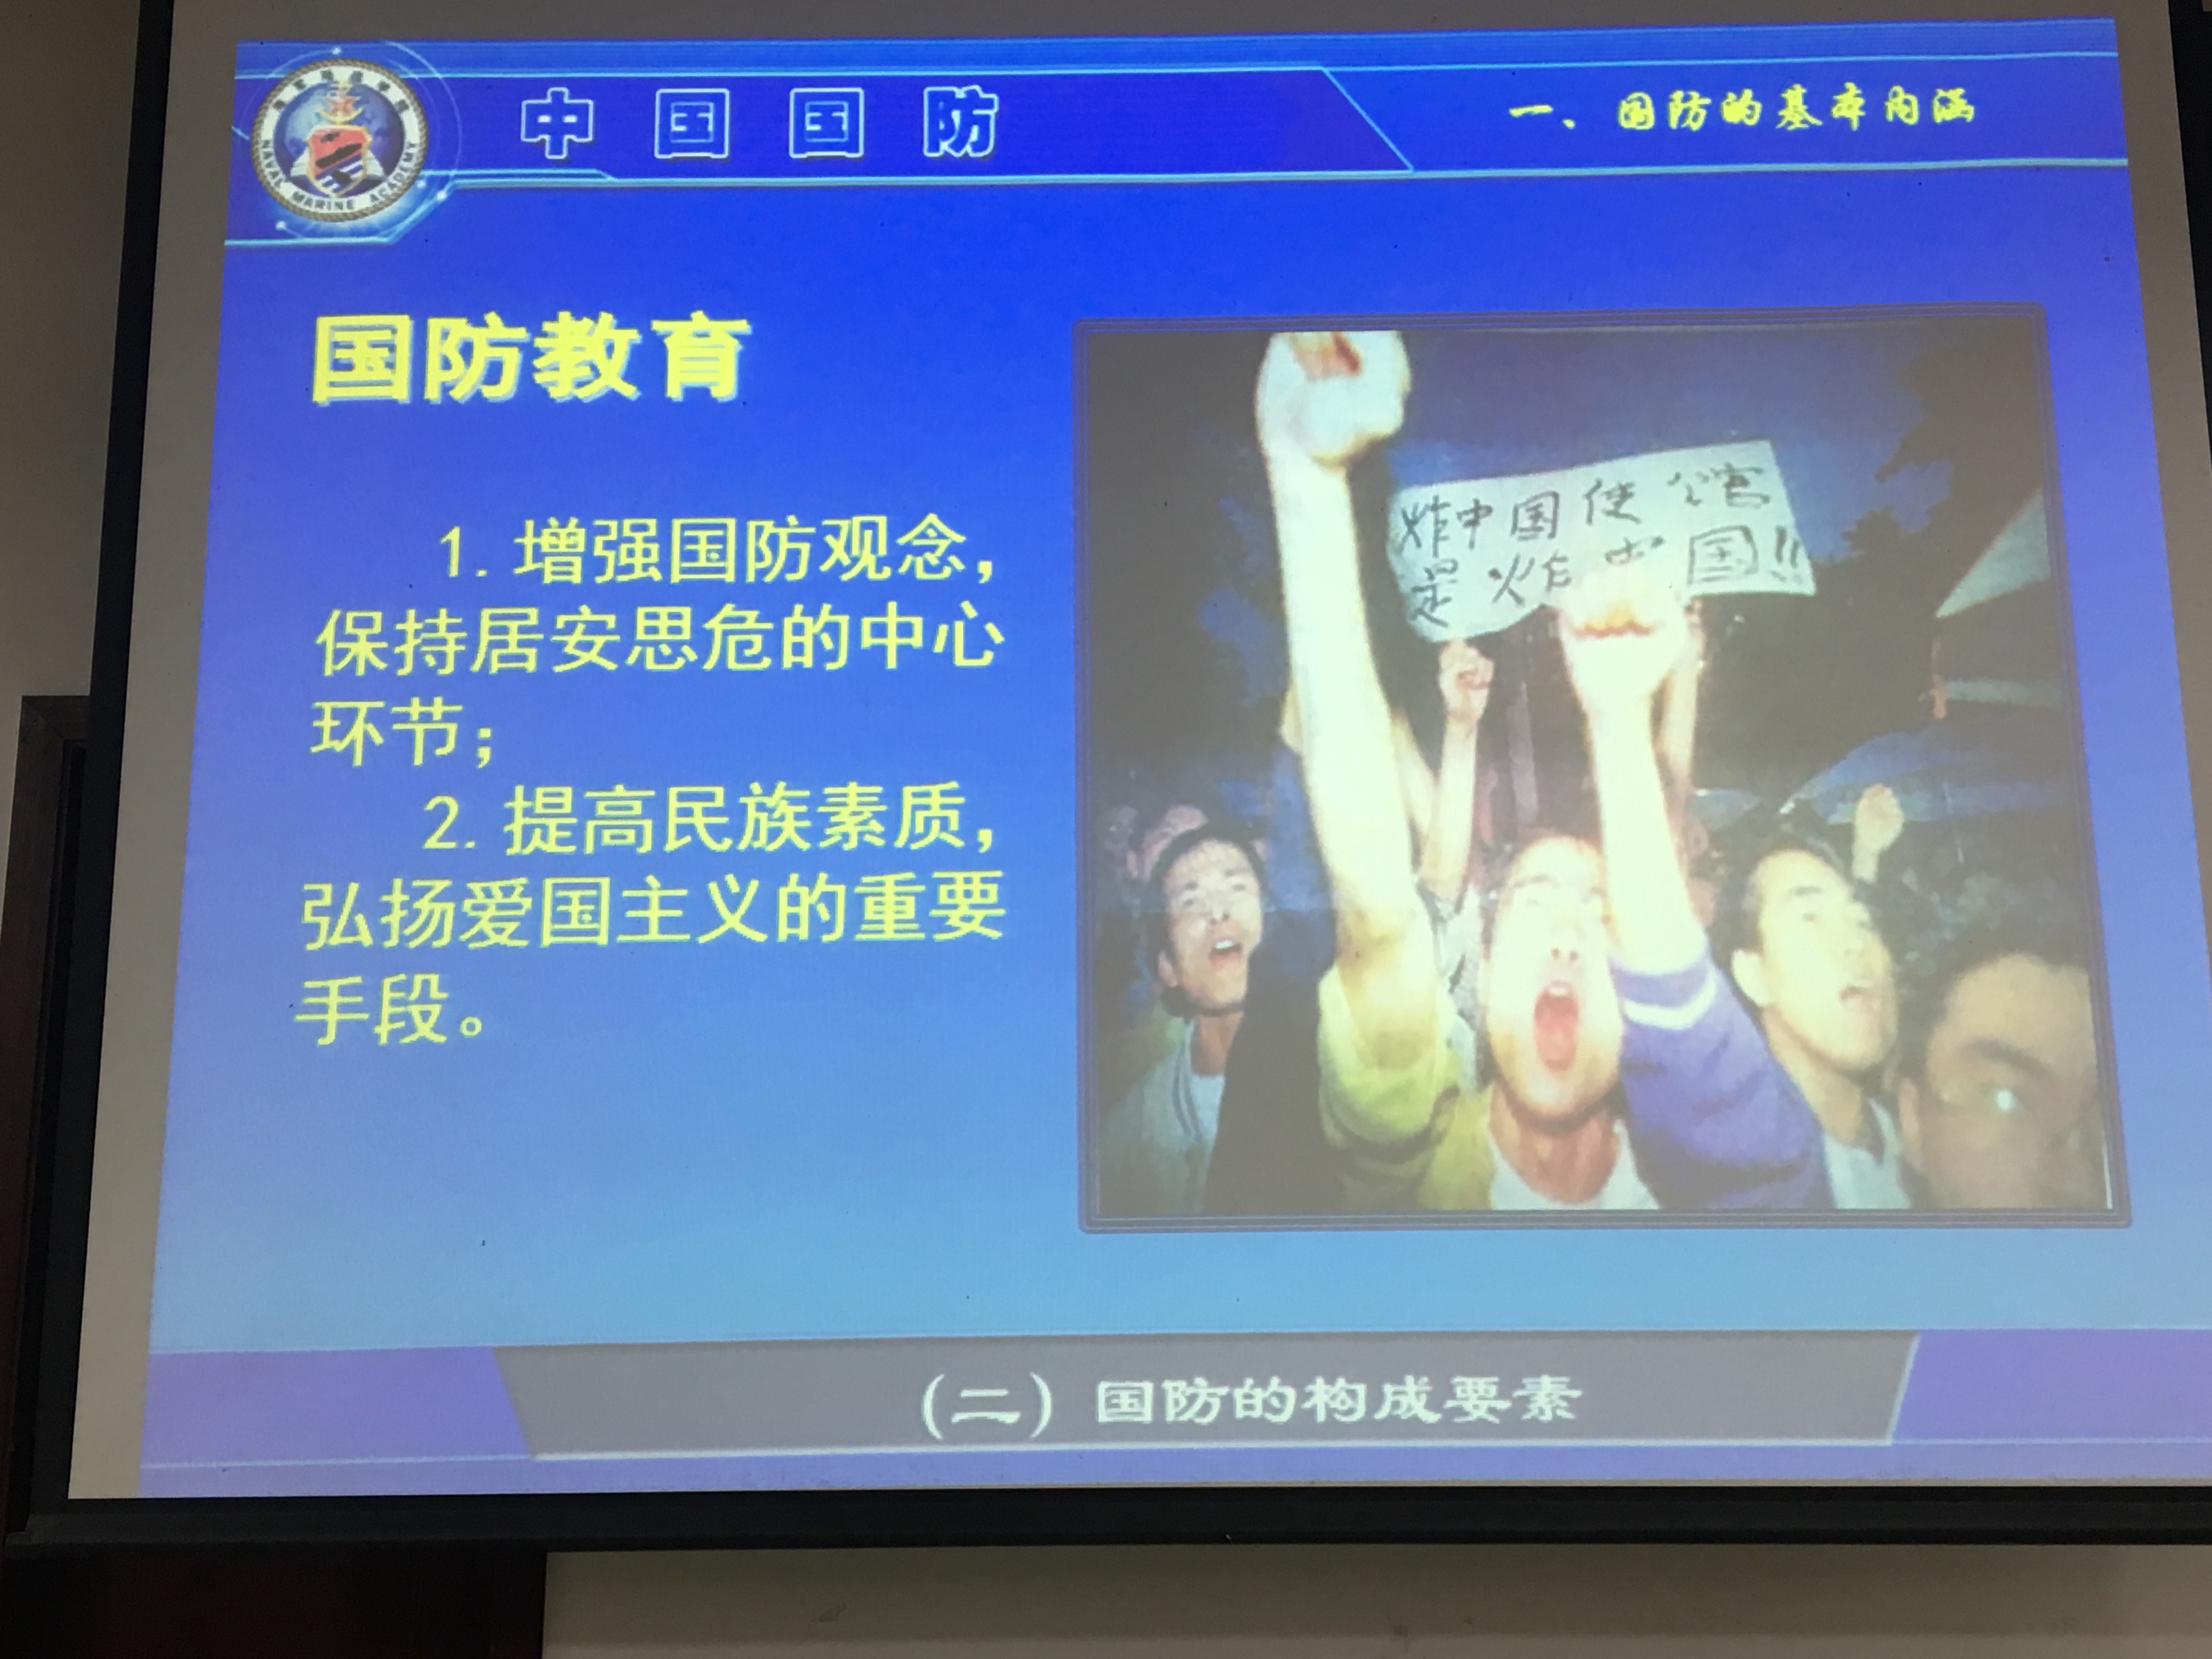 中国国防
一、国防的基本内涵
NAVAL MARINE ACADEMY
国防教育
1. 增强国防观念，
保持居安思危的中心
环节；
2. 提高民族素质，
弘扬爱国主义的重要
手段。
炸中国使馆
是炸中国!!
(二) 国防的构成要素